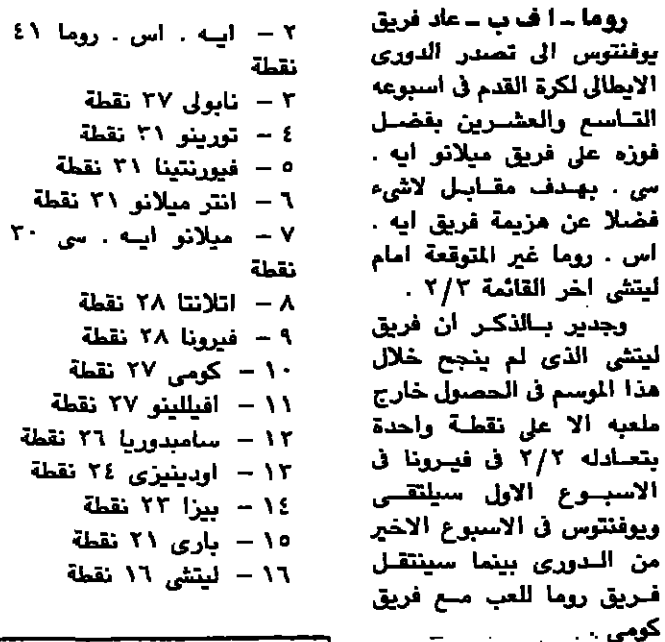 روما ـ ا ف ب ـ عاد فريق
يوفنتوس الى تصدر الدورى
الايطالى لكرة القدم فى اسبوعه
التاسع والعشرين بفضل
فوزه على فريق ميلانو ايه .
سى . بهدف مقابل لاشىء
فضلا عن هزيمة فريق ايه .
اس . روما غير المتوقعة امام
ليتشى اخر القائمة ٢/٣ .
وجدير بالذكر ان فريق
ليتشى الذى لم ينجح خلال
هذا الموسم فى الحصول خارج
ملعبه الا على نقطة واحدة
بتعادله ٢/٢ فى فيرونا فى
الاسبوع الاول سيلتقى
ويوفنتوس فى الاسبوع الاخير
من الدورى بينما سينتقل
فريق روما للعب مع فريق
كومى .
٢ – ايه . اس . روما ٤١
نقطة
٣ – نابولى ٣٧ نقطة
٤ – تورينو ٣١ نقطة
٥ – فيورنتينا ٣١ نقطة
٦ – انتر ميلانو ٣١ نقطة
٧ – ميلانو ايه . سى ٣٠
نقطة
٨ – اتلانتا ٢٨ نقطة
٩ – فيرونا ٢٨ نقطة
١٠ – كومى ٢٧ نقطة
١١ – افيللينو ٢٧ نقطة
١٢ – سامبدوريا ٢٦ نقطة
١٣ – اودينيزى ٢٤ نقطة
١٤ – بيزا ٢٣ نقطة
١٥ – بارى ٢١ نقطة
١٦ – ليتشى ١٦ نقطة